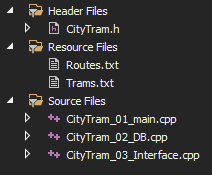 Header Files
CityTram.h
Resource Files
Routes.txt
Trams.txt
Source Files
CityTram_01_main.cpp
CityTram_02_DB.cpp
CityTram_03_Interface.cpp